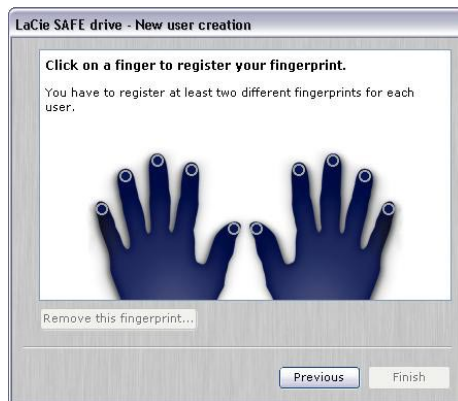 LaCie SAFE drive - New user creation
Click on a finger to register your fingerprint.
You have to register at least two different fingerprints for each
user.
Remove this fingerprint...
Previous
Finish